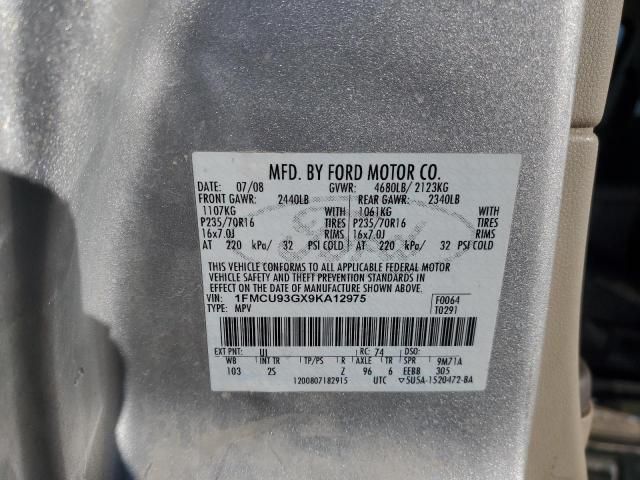 MFD. BY FORD MOTOR CO.
DATE: 07/08 GVWR: 4680LB/ 2123KG
FRONT GAWR: 2440LB REAR GAWR: 2340LB
1107KG WITH 1061KG WITH
P235/70R16 TIRES P235/70R16 TIRES
16x7.0J RIMS 16x7.0J RIMS
AT 220 kPa/ 32 PSI COLD AT 220 kPa/ 32 PSI COLD
THIS VEHICLE CONFORMS TO ALL APPLICABLE FEDERAL MOTOR
VEHICLE SAFETY AND THEFT PREVENTION STANDARDS IN
EFFECT ON THE DATE OF MANUFACTURE SHOWN ABOVE.
VIN: 1FMCU93GX9KA12975 F0064
TYPE: MPV T0291
EXT PNT: UI RC: 74 DSO:
WB INT TR TP/PS R AXLE TR SPR 9M71A
103 2S Z 96 6 EEBB 305
1200807182915 UTC 5U5A-1520472-BA